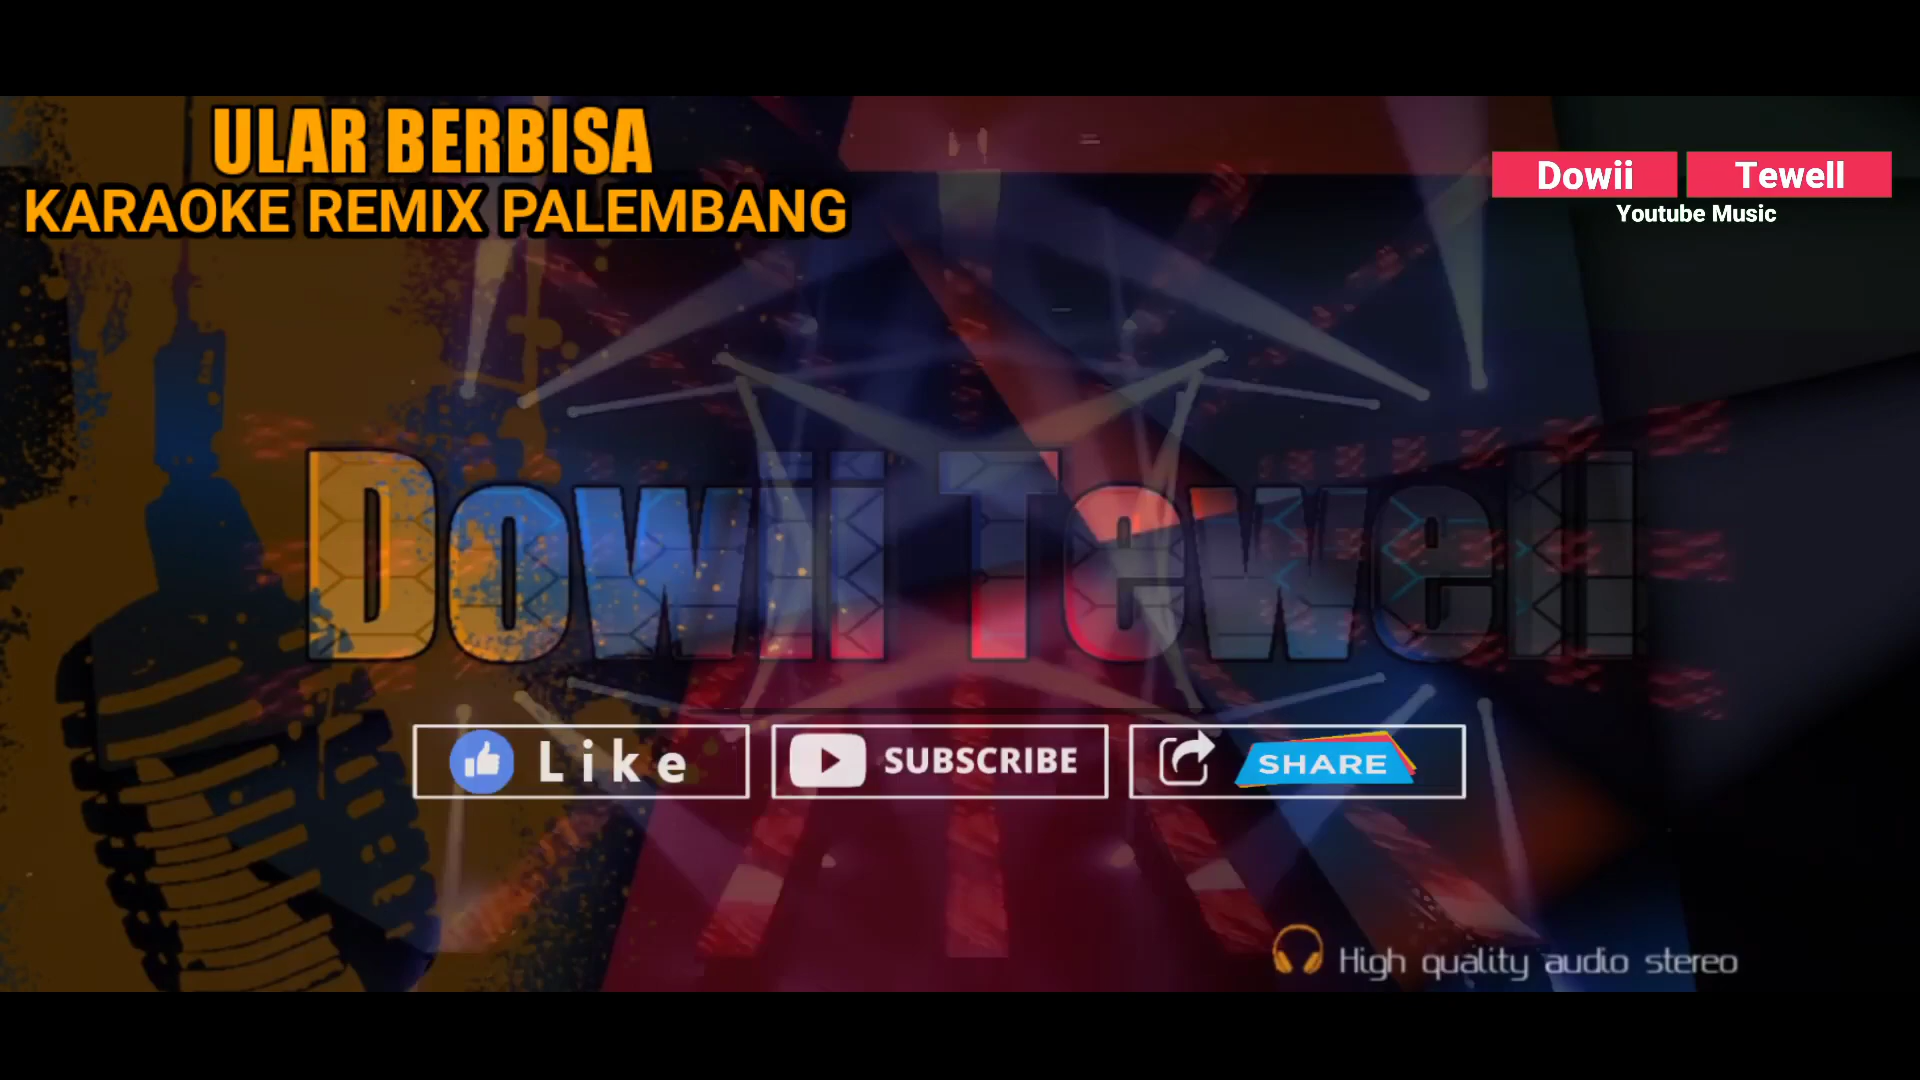 ULAR BERBISA
KARAOKE REMIX PALEMBANG
Dowii Tewell
Youtube Music
Dowii Tewell
Like
SUBSCRIBE
SHARE
High quality audio stereo